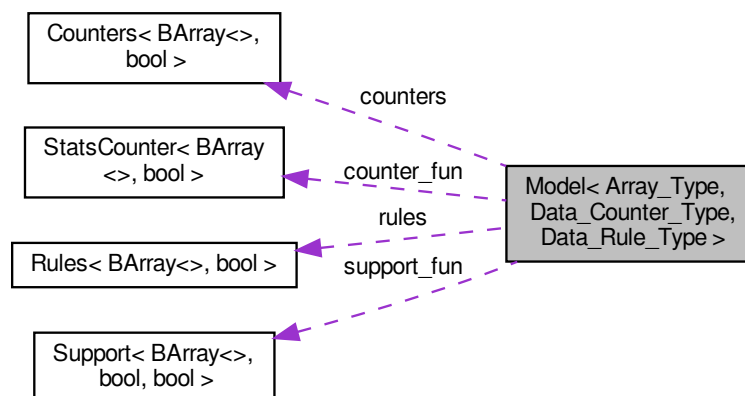 Counters< BArray<>,
bool >
counters
StatsCounter< BArray
<>, bool >
counter_fun
Model< Array_Type,
Data_Counter_Type,
Data_Rule_Type >
rules
Rules< BArray<>, bool >
support_fun
Support< BArray<>,
bool, bool >